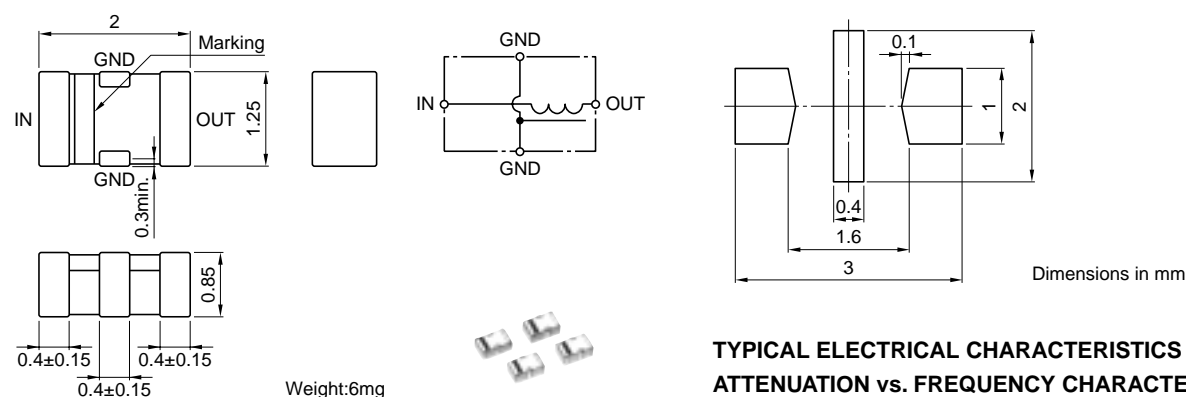 2
Marking
GND
IN
OUT
1.25
GND
0.3min.
GND
IN
OUT
GND
0.1
1
2
0.4
1.6
3
Dimensions in mm
0.85
0.4±0.15
0.4±0.15
0.4±0.15
Weight:6mg
TYPICAL ELECTRICAL CHARACTERISTICS
ATTENUATION vs. FREQUENCY CHARACTE